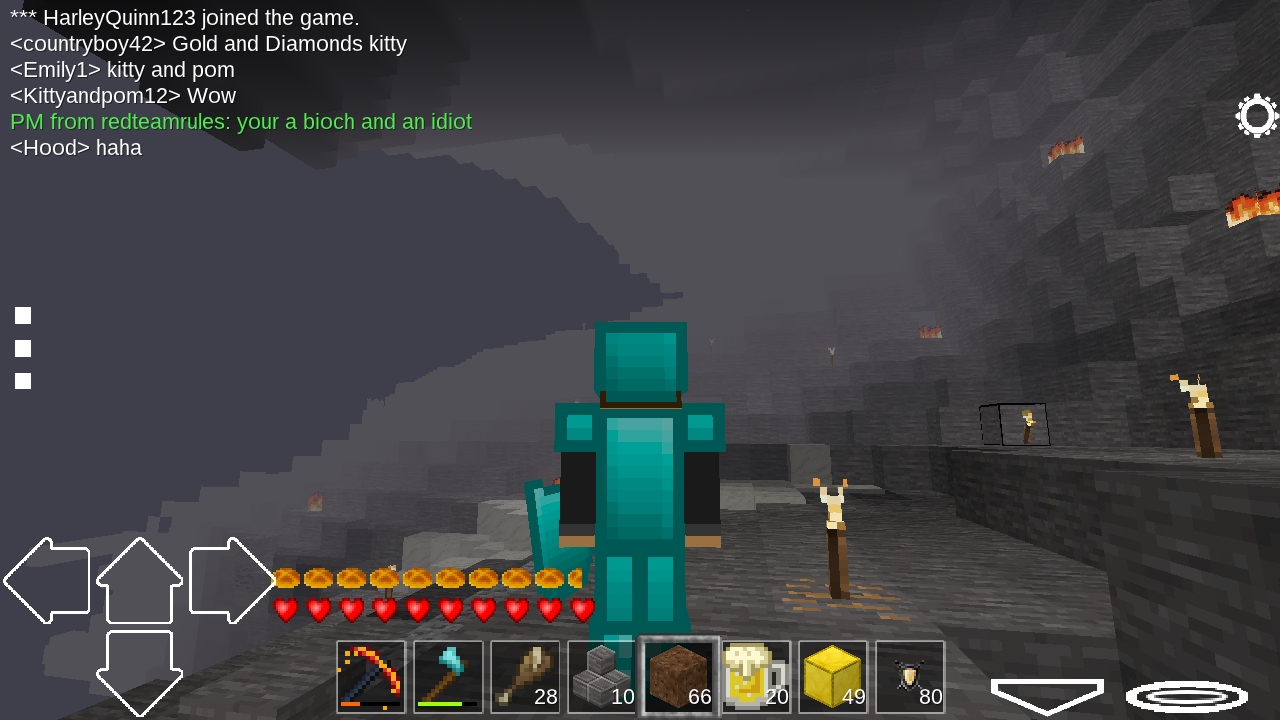 *** HarleyQuinn123 joined the game.
<countryboy42> Gold and Diamonds kitty
<Emily1> kitty and pom
<Kittyandpom12> Wow
PM from redteamrules: your a bioch and an idiot
<Hood> haha
28 10 66 20 49 80